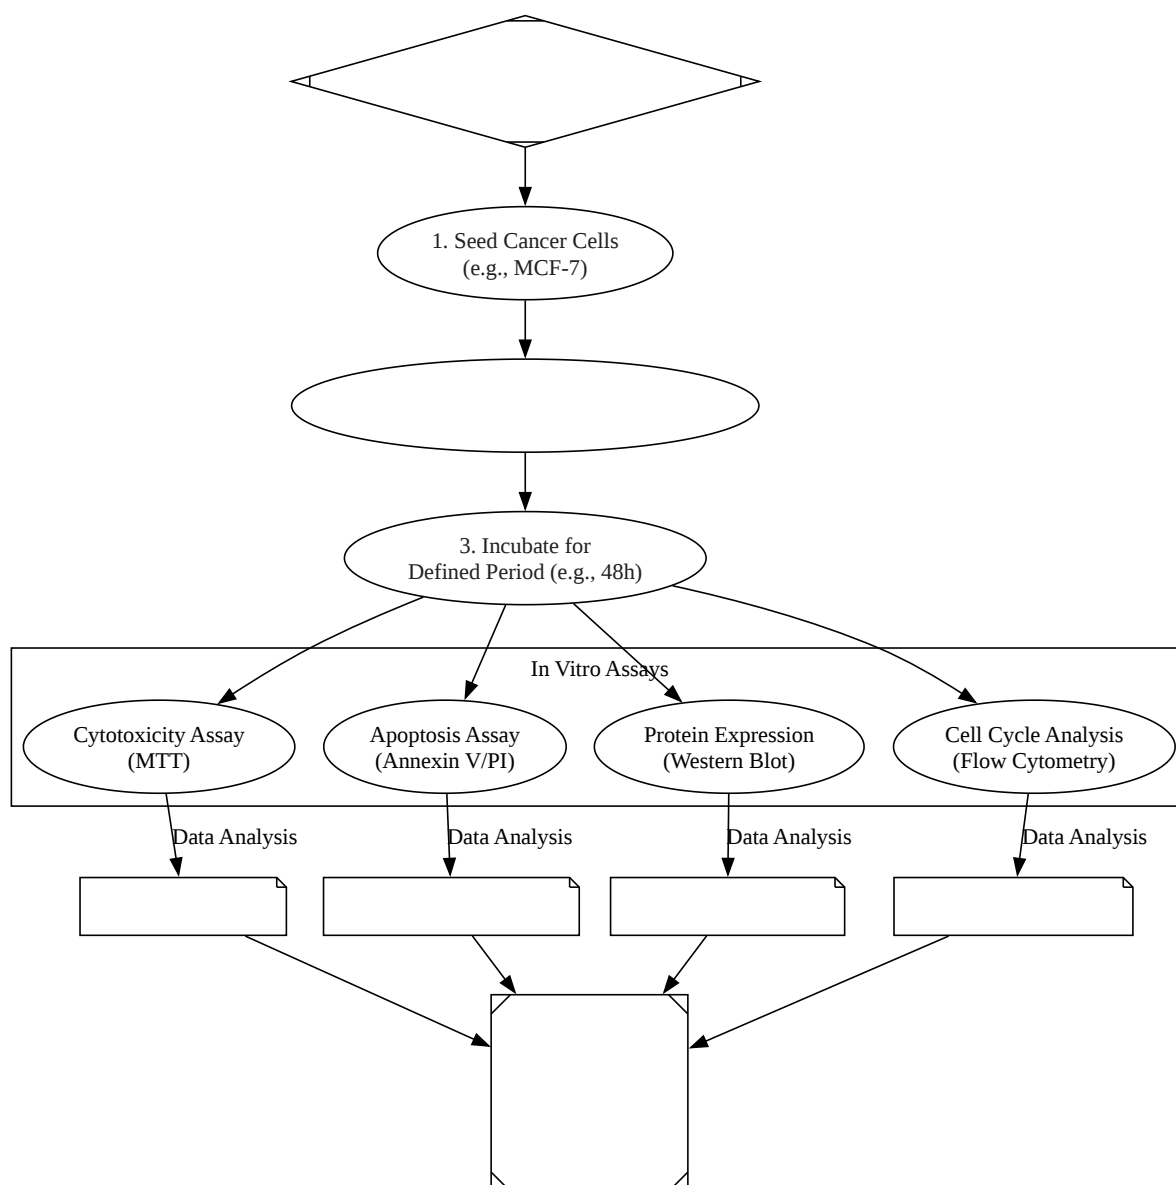 1. Seed Cancer Cells
(e.g., MCF-7)
3. Incubate for
Defined Period (e.g., 48h)
In Vitro Assays
Cytotoxicity Assay
(MTT)
Apoptosis Assay
(Annexin V/PI)
Protein Expression
(Western Blot)
Cell Cycle Analysis
(Flow Cytometry)
Data Analysis
Data Analysis
Data Analysis
Data Analysis